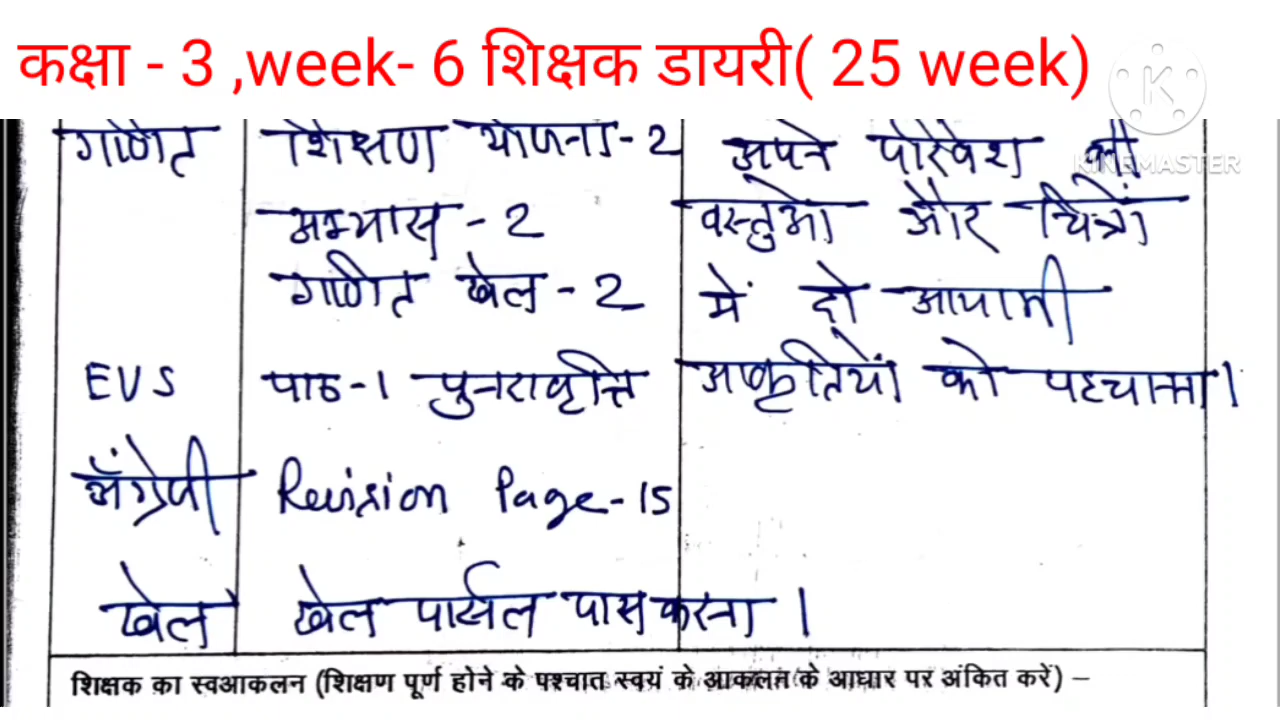 कक्षा - 3 ,week- 6 शिक्षक डायरी( 25 week)
K
KINEMASTER
गणित शिक्षण योजना-2 अपने परिवेश की
अभ्यास - 2 वस्तुओ और चित्रों
गणित खेल - 2 में दो आयामी
EVS पाठ-1 पुनरावृत्ति आकृतियों को पहचानना।
अँग्रेजी Revision Page-15
खेल खेल पार्सल पास करना।
शिक्षक का स्वआकलन (शिक्षण पूर्ण होने के पश्चात स्वयं के आकलन के आधार पर अंकित करें) –